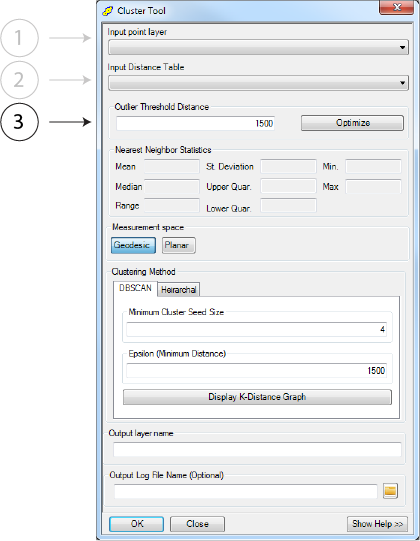 Cluster Tool
1
Input point layer
2
Input Distance Table
3
Outlier Threshold Distance
1500
Optimize
Nearest Neighbor Statistics
Mean
St. Deviation
Min.
Median
Upper Quar.
Max
Range
Lower Quar.
Measurement space
Geodesic
Planar
Clustering Method
DBSCAN
Heirarchal
Minimum Cluster Seed Size
4
Epsilon (Minimum Distance)
1500
Display K-Distance Graph
Output layer name
Output Log File Name (Optional)
OK
Close
Show Help >>